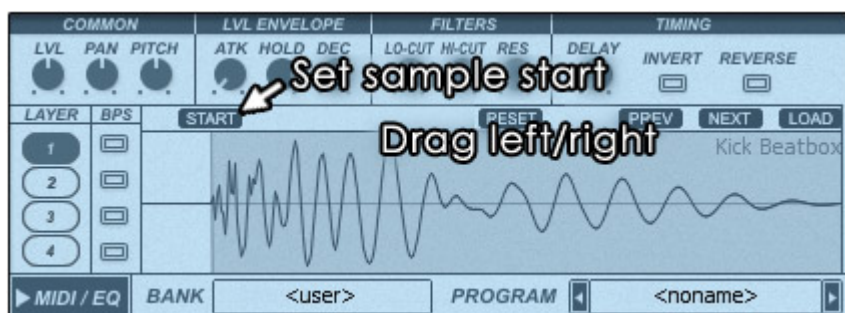 COMMON LVL ENVELOPE FILTERS TIMING
LVL PAN PITCH ATK HOLD DEC LO-CUT HI-CUT RES DELAY INVERT REVERSE
Set sample start
LAYER BPS START RESET PPEV NEXT LOAD
Drag left/right
Kick Beatbox
1
2
3
4
MIDI / EQ BANK <user> PROGRAM <noname>